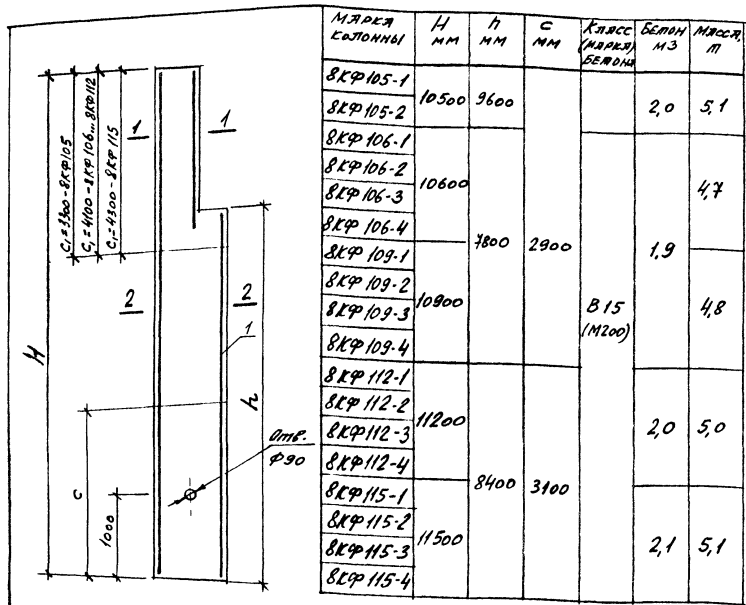 МАРКА КОЛОННЫ
H мм
h мм
c мм
КЛАСС (МАРКА) БЕТОНА
БЕТОН М3
МАССА, т
8КФ105-1
8КФ105-2
10500
9600
2,0
5,1
8КФ106-1
8КФ106-2
8КФ106-3
8КФ106-4
10600
4,7
7800
2900
1,9
8КФ109-1
8КФ109-2
8КФ109-3
8КФ109-4
10900
В15
(М200)
4,8
8КФ112-1
8КФ112-2
8КФ112-3
8КФ112-4
11200
2,0
5,0
8400
3100
8КФ115-1
8КФ115-2
8КФ115-3
8КФ115-4
11500
2,1
5,1
C₁=3900-8КФ105
C₁=4100-8КФ106...8КФ112
C₁=4300-8КФ115
1
1
2
2
1
H
h
c
1000
Отв.
Ф90